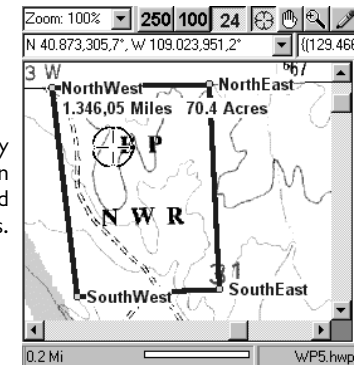 Zoom: 100% 250 100 24
N 40.873,305,7°, W 109.023,951,2° {(129.466
3 W 67
NorthWest NorthEast
1.346,05 Miles 70.4 Acres
y
P
n
d
N W R
s.
31
SouthWest SouthEast
0.2 Mi WP5.hwp